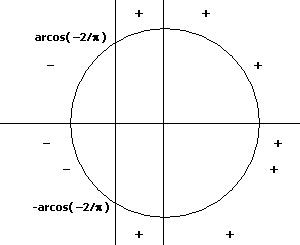 + +
arccos(-2/π)
- +
- +
- +
-arccos(-2/π)
+ +